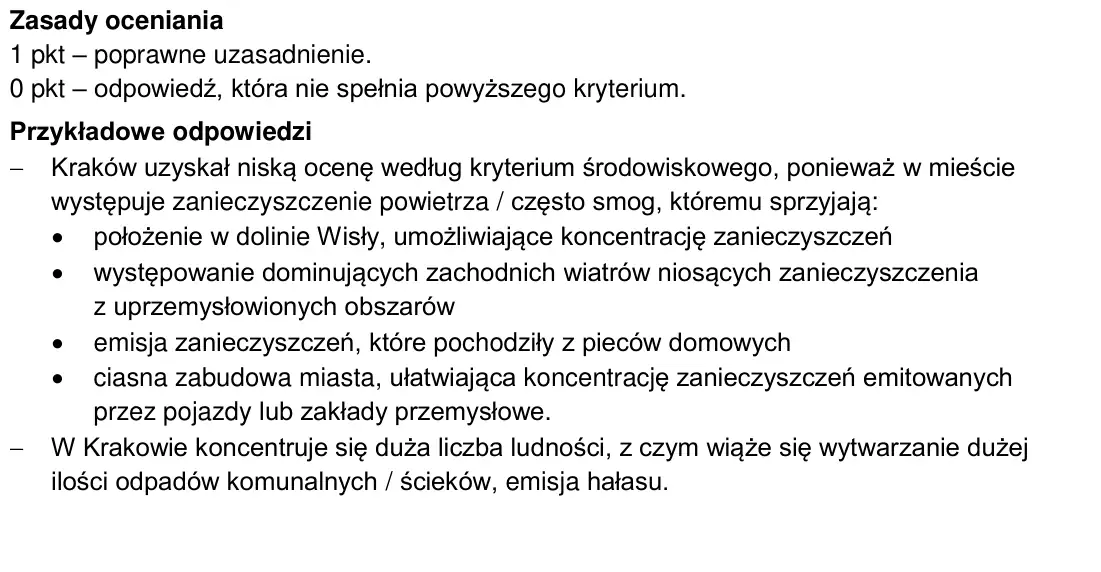 Zasady oceniania
1 pkt – poprawne uzasadnienie.
0 pkt – odpowiedź, która nie spełnia powyższego kryterium.
Przykładowe odpowiedzi
– Kraków uzyskał niską ocenę według kryterium środowiskowego, ponieważ w mieście
występuje zanieczyszczenie powietrza / często smog, któremu sprzyjają:
• położenie w dolinie Wisły, umożliwiające koncentrację zanieczyszczeń
• występowanie dominujących zachodnich wiatrów niosących zanieczyszczenia
z uprzemysłowionych obszarów
• emisja zanieczyszczeń, które pochodziły z pieców domowych
• ciasna zabudowa miasta, ułatwiająca koncentrację zanieczyszczeń emitowanych
przez pojazdy lub zakłady przemysłowe.
– W Krakowie koncentruje się duża liczba ludności, z czym wiąże się wytwarzanie dużej
ilości odpadów komunalnych / ścieków, emisja hałasu.